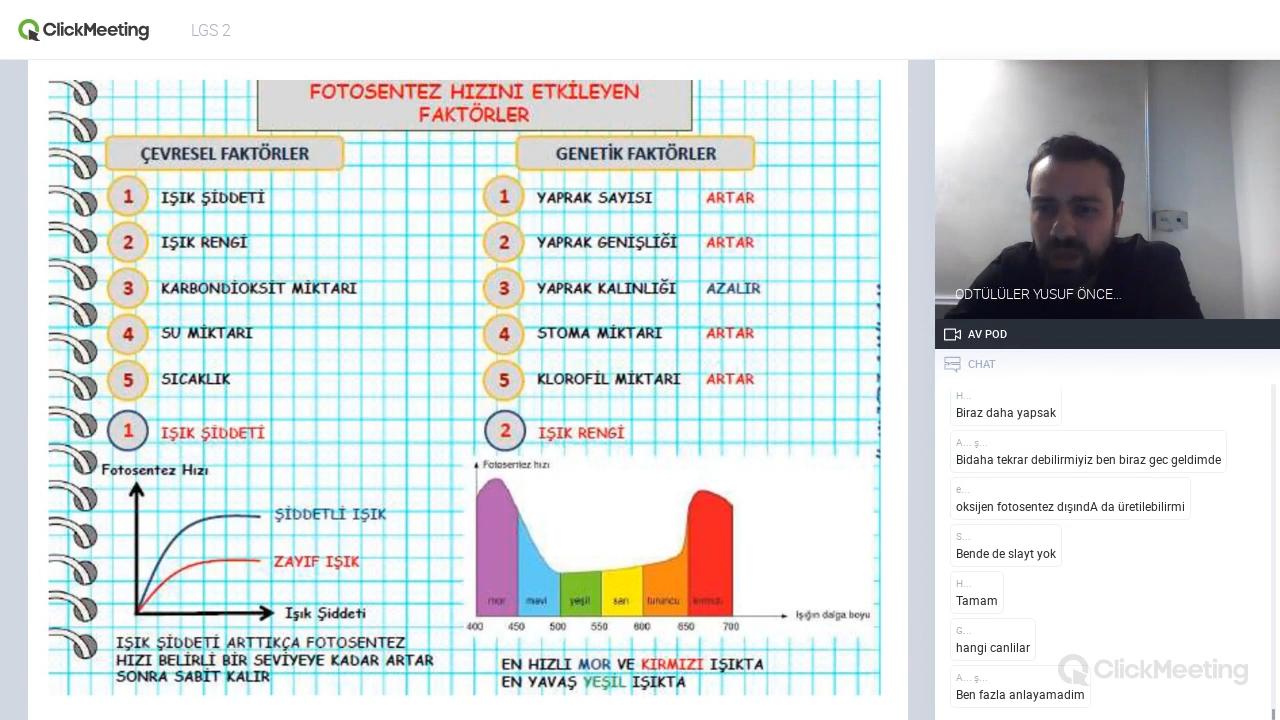 ClickMeeting
LGS 2
FOTOSENTEZ HIZINI ETKİLEYEN
FAKTÖRLER
ÇEVRESEL FAKTÖRLER
1 IŞIK ŞİDDETİ
2 IŞIK RENGİ
3 KARBONDİOKSİT MİKTARI
4 SU MİKTARI
5 SICAKLIK
GENETİK FAKTÖRLER
1 YAPRAK SAYISI ARTAR
2 YAPRAK GENİŞLİĞİ ARTAR
3 YAPRAK KALINLIĞI AZALIR
4 STOMA MİKTARI ARTAR
5 KLOROFİL MİKTARI ARTAR
1 IŞIK ŞİDDETİ
Fotosentez Hızı
ŞİDDETLİ IŞIK
ZAYIF IŞIK
Işık Şiddeti
IŞIK ŞİDDETİ ARTTIKÇA FOTOSENTEZ
HIZI BELİRLİ BİR SEVİYEYE KADAR ARTAR
SONRA SABİT KALIR
2 IŞIK RENGİ
Fotosentez hızı
mor mavi yeşil sarı turuncu kırmızı
Işığın dalga boyu
400 450 500 550 600 650 700
EN HIZLI MOR VE KIRMIZI IŞIKTA
EN YAVAŞ YEŞİL IŞIKTA
ODTÜLÜLER YUSUF ÖNCE...
AV POD
CHAT
H...
Biraz daha yapsak
A... ş...
Bidaha tekrar debilirmiyiz ben biraz gec geldinde
e...
oksijen fotosentez dışındA da üretilebilirmi
S...
Bende de slayt yok
H...
Tamam
G...
hangi canlilar
A... ş...
Ben fazla anlayamadim
ClickMeeting